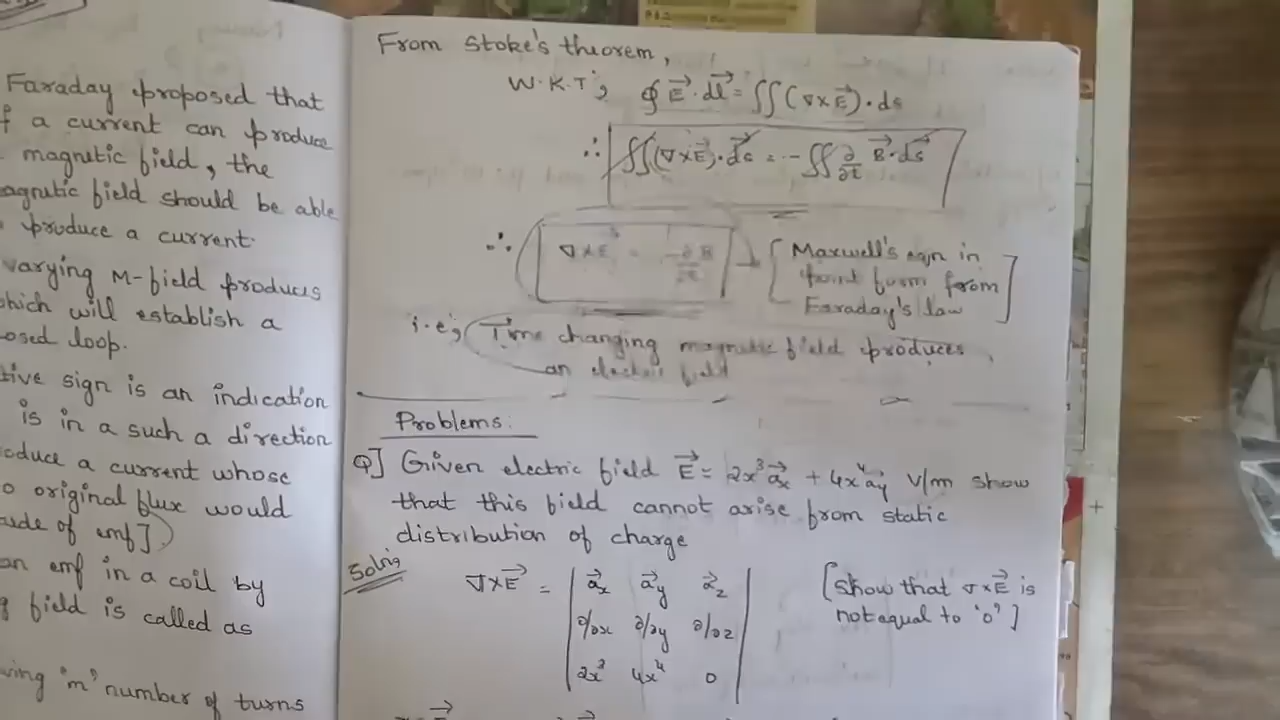 Faraday proposed that
f a current can produce
magnetic field, the
agnetic field should be able
produce a current.
varying M-field produces
hich will establish a
osed loop.
tive sign is an indication
is in a such a direction
oduce a current whose
o original flux would
ude of emf]
an emf in a coil by
g field is called as
ving 'm' number of turns
From Stoke's theorem,
W.K.T; ∮ E⃗ . dl⃗ = ∬ (∇×E⃗) . ds
∴ ∬(∇×E⃗) . ds⃗ = - ∬ ∂/∂t B⃗ . ds⃗
∴ ∇×E⃗ = -∂B/∂t → [Maxwell's eqn in
point form from
Faraday's law]
i.e; Time changing magnetic field produces
an electric field
Problems:
Q] Given electric field E⃗ = 2x³a⃗x + 4x⁴a⃗y V/m show
that this field cannot arise from static
distribution of charge
Solng
∇×E⃗ = | a⃗x a⃗y a⃗z | [show that ∇×E⃗ is
∂/∂x ∂/∂y ∂/∂z not equal to '0']
2x³ 4x⁴ 0